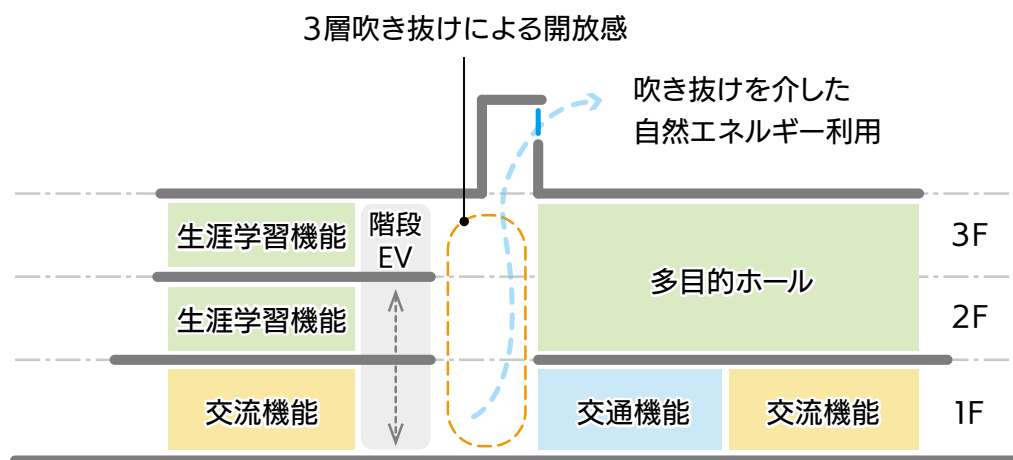 3層吹き抜けによる開放感
吹き抜けを介した
自然エネルギー利用
生涯学習機能
階段
EV
多目的ホール
3F
生涯学習機能
2F
交流機能
交通機能
交流機能
1F